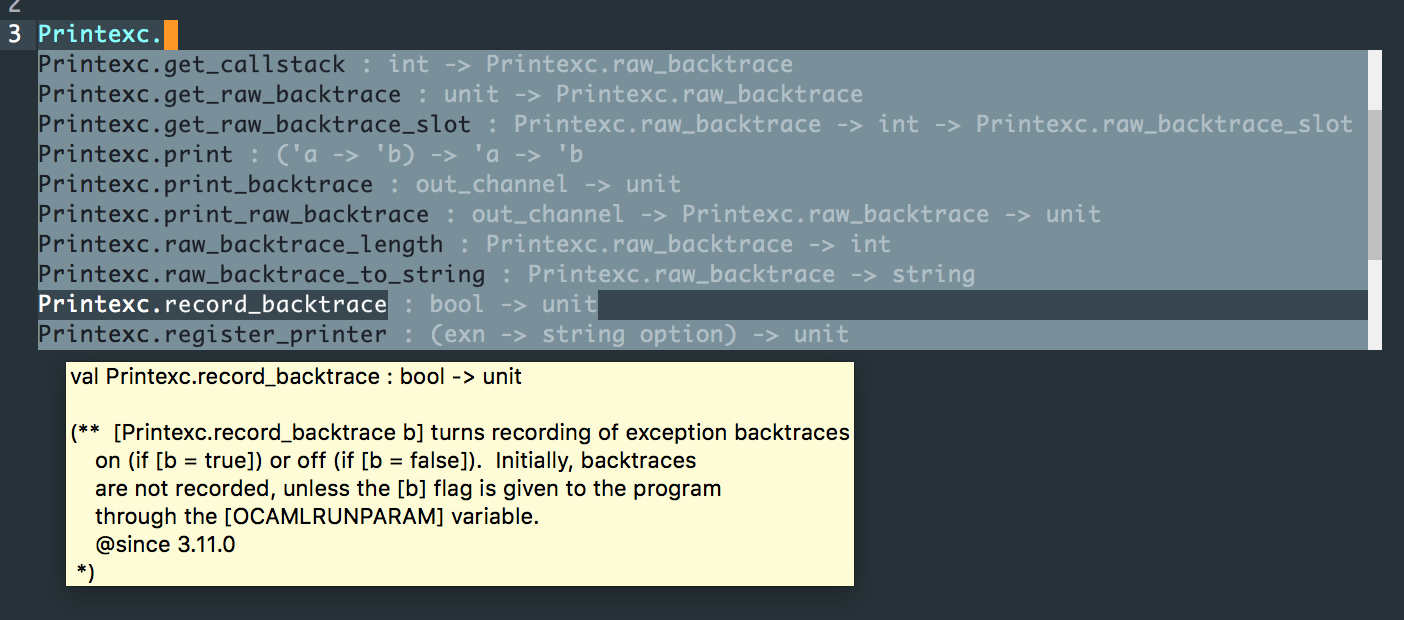 2
3 Printexc.
Printexc.get_callstack : int -> Printexc.raw_backtrace
Printexc.get_raw_backtrace : unit -> Printexc.raw_backtrace
Printexc.get_raw_backtrace_slot : Printexc.raw_backtrace -> int -> Printexc.raw_backtrace_slot
Printexc.print : ('a -> 'b) -> 'a -> 'b
Printexc.print_backtrace : out_channel -> unit
Printexc.print_raw_backtrace : out_channel -> Printexc.raw_backtrace -> unit
Printexc.raw_backtrace_length : Printexc.raw_backtrace -> int
Printexc.raw_backtrace_to_string : Printexc.raw_backtrace -> string
Printexc.record_backtrace : bool -> unit
Printexc.register_printer : (exn -> string option) -> unit
val Printexc.record_backtrace : bool -> unit
(** [Printexc.record_backtrace b] turns recording of exception backtraces
on (if [b = true]) or off (if [b = false]). Initially, backtraces
are not recorded, unless the [b] flag is given to the program
through the [OCAMLRUNPARAM] variable.
@since 3.11.0
*)